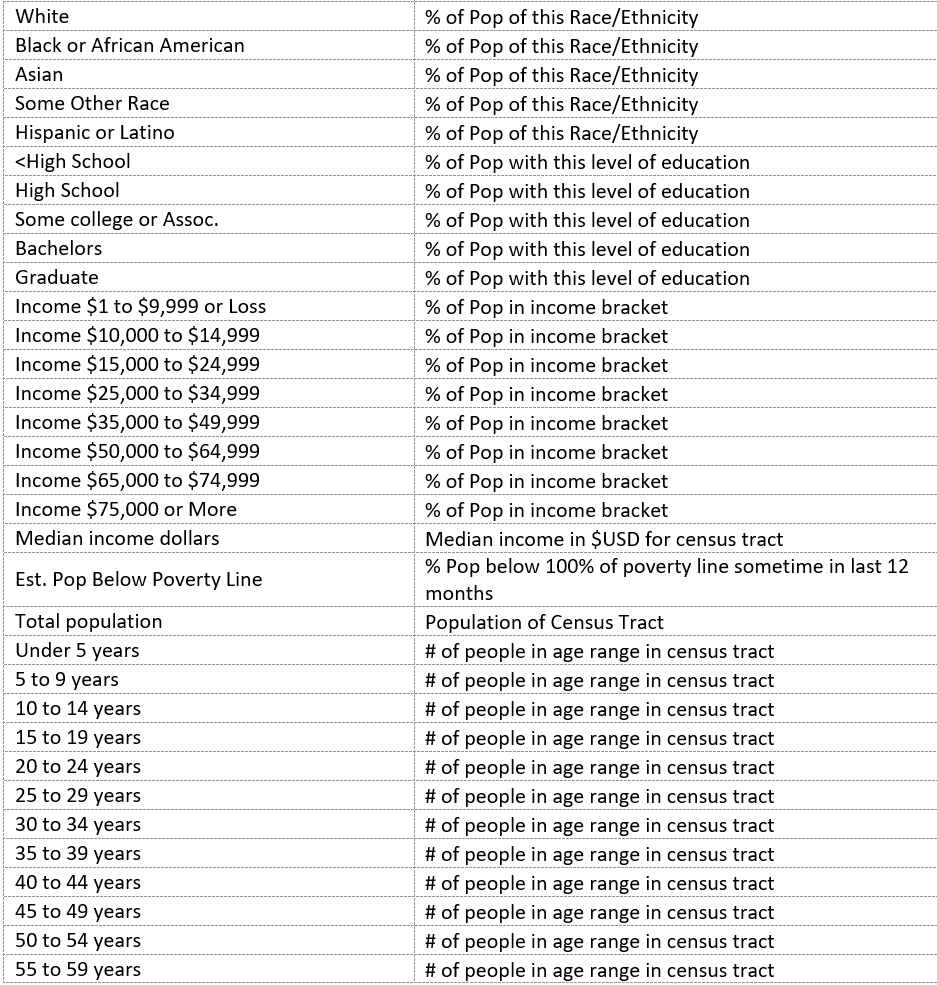 White % of Pop of this Race/Ethnicity
Black or African American % of Pop of this Race/Ethnicity
Asian % of Pop of this Race/Ethnicity
Some Other Race % of Pop of this Race/Ethnicity
Hispanic or Latino % of Pop of this Race/Ethnicity
<High School % of Pop with this level of education
High School % of Pop with this level of education
Some college or Assoc. % of Pop with this level of education
Bachelors % of Pop with this level of education
Graduate % of Pop with this level of education
Income $1 to $9,999 or Loss % of Pop in income bracket
Income $10,000 to $14,999 % of Pop in income bracket
Income $15,000 to $24,999 % of Pop in income bracket
Income $25,000 to $34,999 % of Pop in income bracket
Income $35,000 to $49,999 % of Pop in income bracket
Income $50,000 to $64,999 % of Pop in income bracket
Income $65,000 to $74,999 % of Pop in income bracket
Income $75,000 or More % of Pop in income bracket
Median income dollars Median income in $USD for census tract
Est. Pop Below Poverty Line % Pop below 100% of poverty line sometime in last 12
months
Total population Population of Census Tract
Under 5 years # of people in age range in census tract
5 to 9 years # of people in age range in census tract
10 to 14 years # of people in age range in census tract
15 to 19 years # of people in age range in census tract
20 to 24 years # of people in age range in census tract
25 to 29 years # of people in age range in census tract
30 to 34 years # of people in age range in census tract
35 to 39 years # of people in age range in census tract
40 to 44 years # of people in age range in census tract
45 to 49 years # of people in age range in census tract
50 to 54 years # of people in age range in census tract
55 to 59 years # of people in age range in census tract